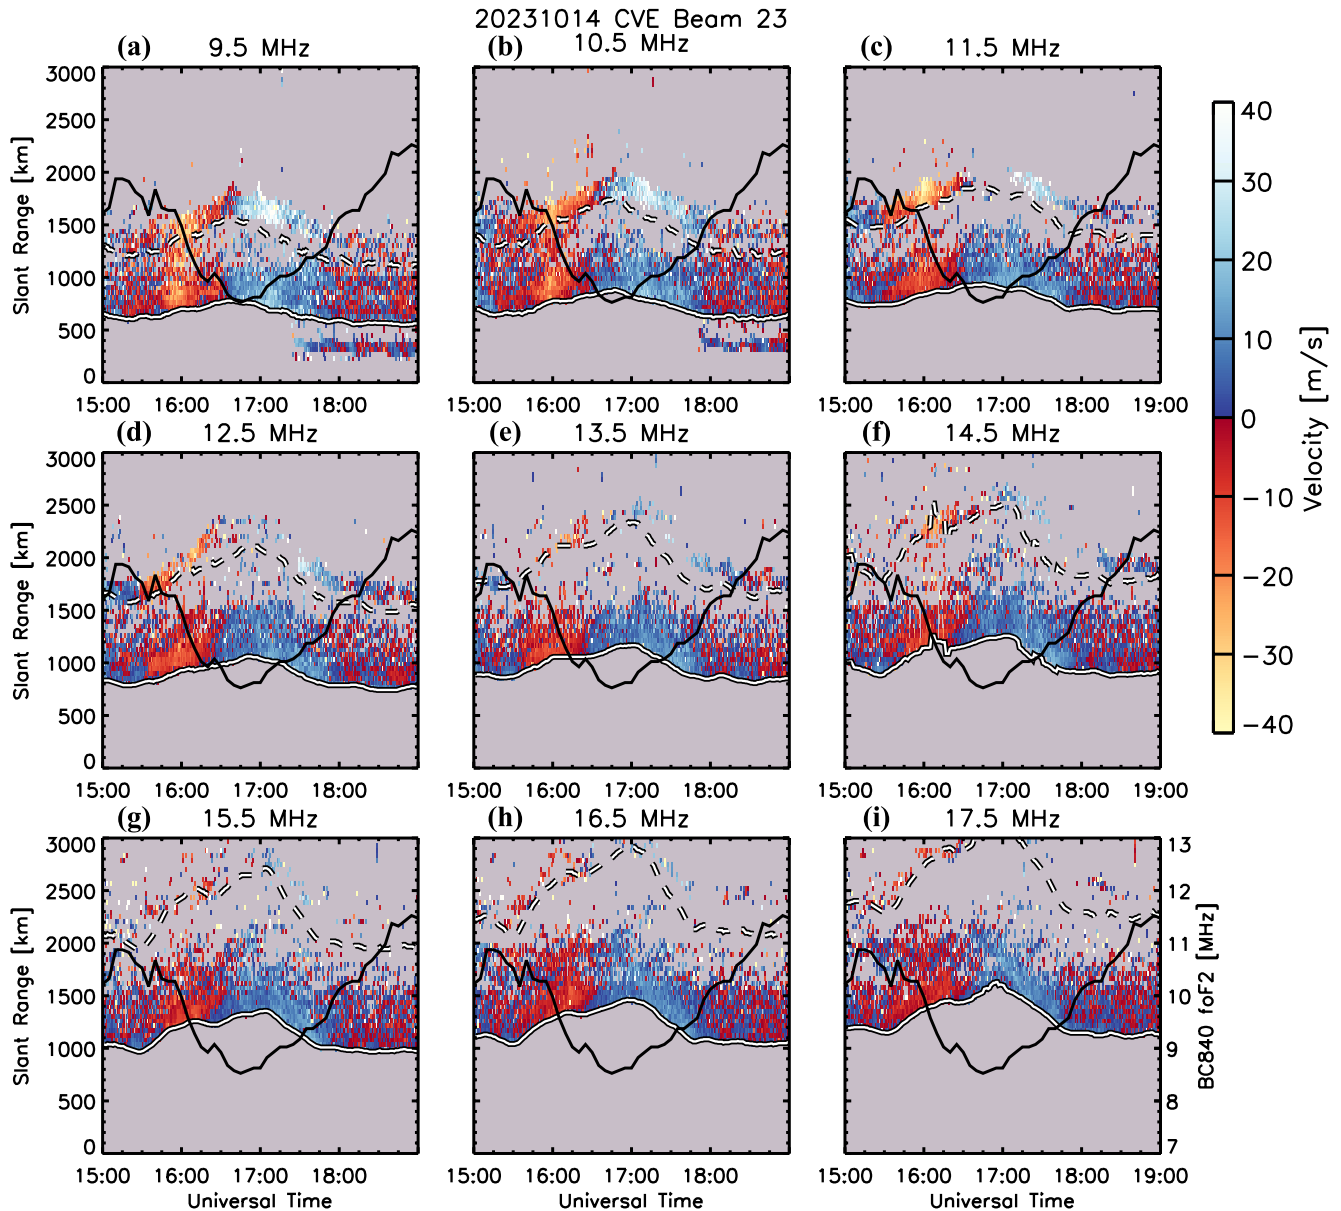 20231014 CVE Beam 23
(a) 9.5 MHz
(b) 10.5 MHz
(c) 11.5 MHz
Slant Range [km]
3000
2500
2000
1500
1000
500
0
15:00 16:00 17:00 18:00
15:00 16:00 17:00 18:00
15:00 16:00 17:00 18:00 19:00
(d) 12.5 MHz
(e) 13.5 MHz
(f) 14.5 MHz
Slant Range [km]
3000
2500
2000
1500
1000
500
0
15:00 16:00 17:00 18:00
15:00 16:00 17:00 18:00
15:00 16:00 17:00 18:00 19:00
(g) 15.5 MHz
(h) 16.5 MHz
(i) 17.5 MHz
Slant Range [km]
3000
2500
2000
1500
1000
500
0
13
12
11
10
9
8
7
BC840 foF2 [MHz]
15:00 16:00 17:00 18:00
15:00 16:00 17:00 18:00
15:00 16:00 17:00 18:00 19:00
Universal Time
Universal Time
Universal Time
40
30
20
10
0
−10
−20
−30
−40
Velocity [m/s]